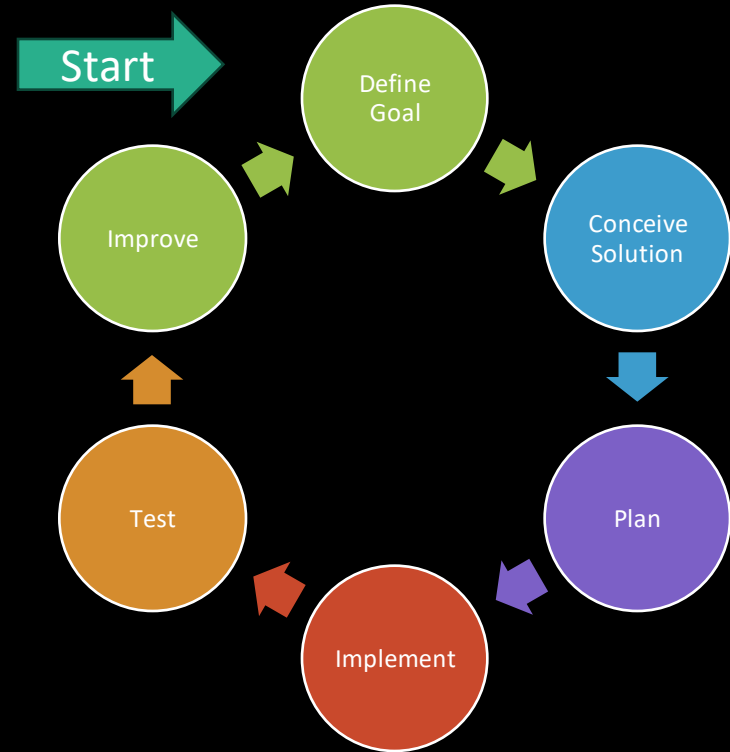 Start
Define
Goal
Conceive
Solution
Plan
Implement
Test
Improve